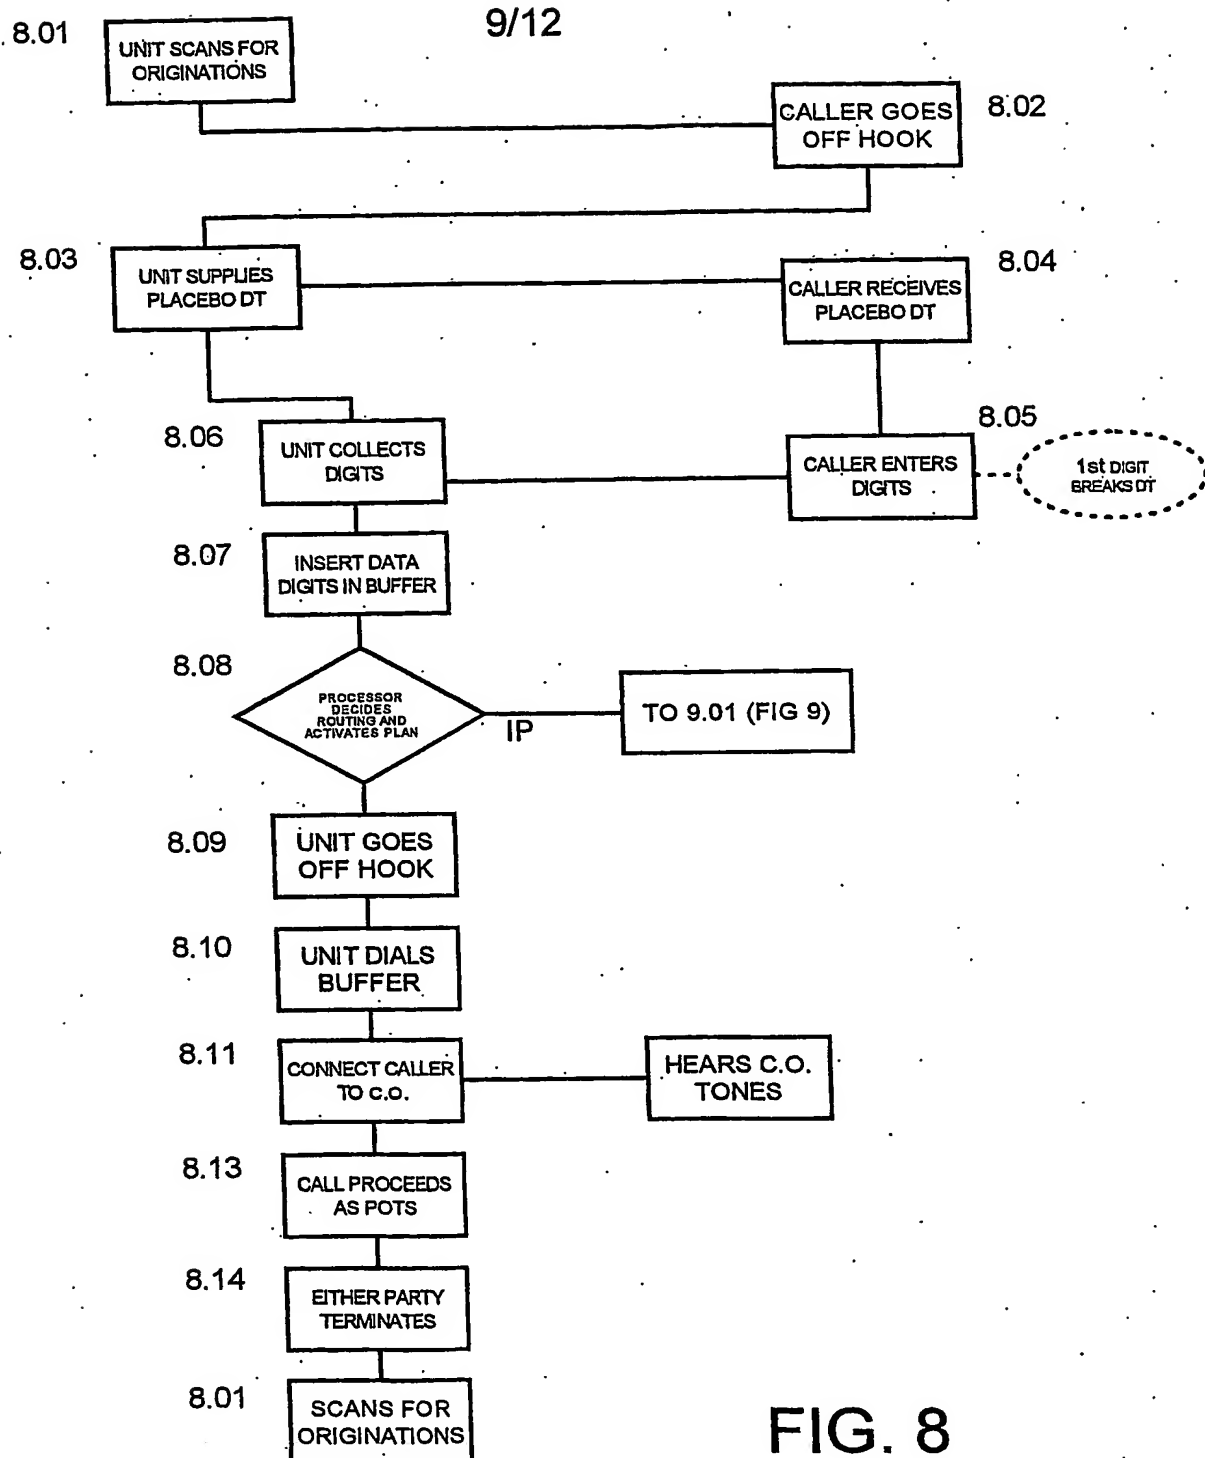 9/12
8.01
UNIT SCANS FOR
ORIGINATIONS
CALLER GOES
OFF HOOK
8.02
8.03
UNIT SUPPLIES
PLACEBO DT
8.04
CALLER RECEIVES
PLACEBO DT
8.05
8.06
UNIT COLLECTS
DIGITS
CALLER ENTERS
DIGITS
1st DIGIT
BREAKS DT
8.07
INSERT DATA
DIGITS IN BUFFER
8.08
PROCESSOR
DECIDES
ROUTING AND
ACTIVATES PLAN
IP
TO 9.01 (FIG 9)
8.09
UNIT GOES
OFF HOOK
8.10
UNIT DIALS
BUFFER
8.11
CONNECT CALLER
TO C.O.
HEARS C.O.
TONES
8.13
CALL PROCEEDS
AS POTS
8.14
EITHER PARTY
TERMINATES
8.01
SCANS FOR
ORIGINATIONS
FIG. 8